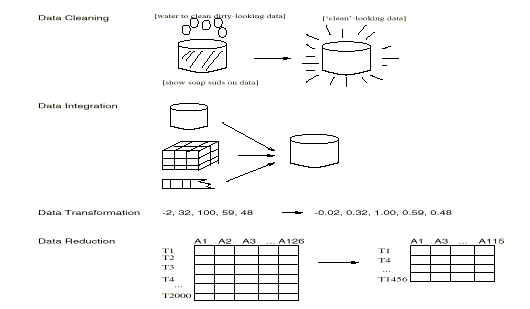 Data Cleaning
[water to clean dirty-looking data]
['clean'-looking data]
[show soap suds on data]
Data Integration
Data Transformation
-2, 32, 100, 59, 48
-0.02, 0.32, 1.00, 0.59, 0.48
Data Reduction
A1 A2 A3 ... A126
T1
T2
T3
T4
...
T2000
A1 A3 ... A115
T1
T4
...
T1456